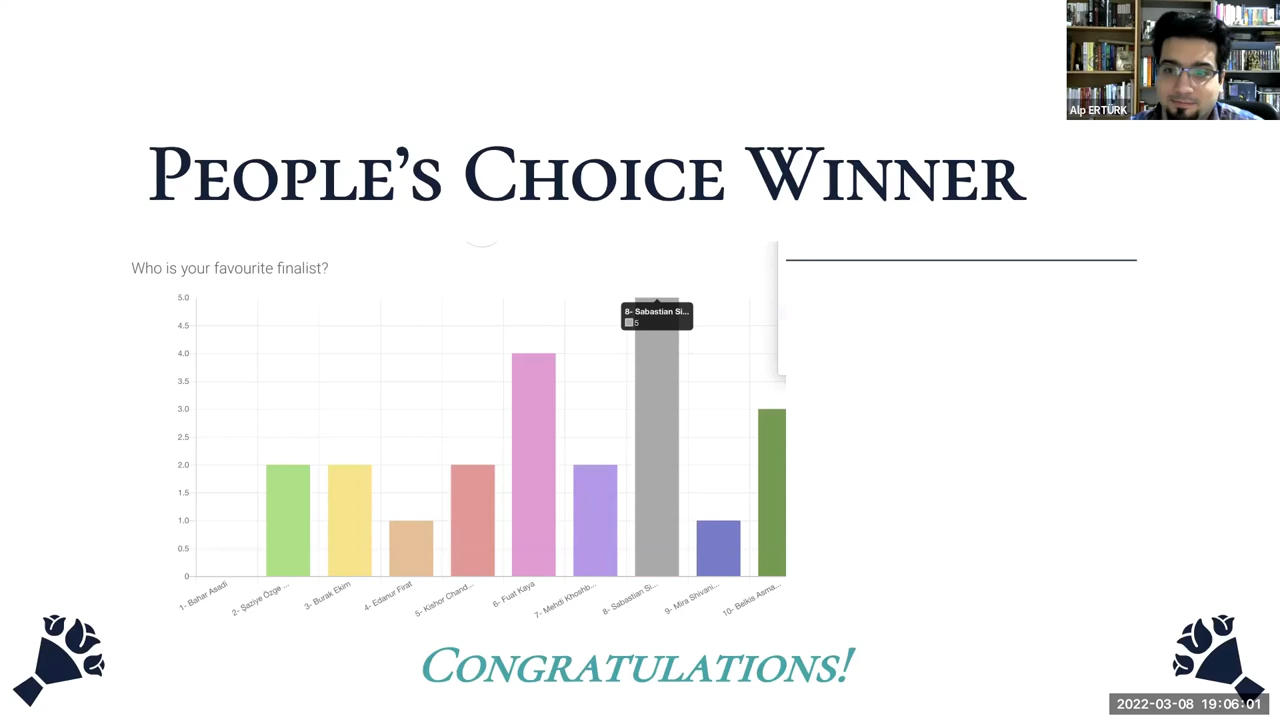 Alp ERTÜRK
PEOPLE'S CHOICE WINNER
Who is your favourite finalist?
5.0
4.5
4.0
3.5
3.0
2.5
2.0
1.5
1.0
0.5
0
8- Sabastian Si...
5
1- Bahar Asadi
2- Şaziye Özge ...
3- Burak Ekim
4- Edanur Fırat
5- Kishor Chand...
6- Fuat Kaya
7- Mehdi Khoshb...
8- Sabastian Si...
9- Mira Shivani...
10- Belkis Asma...
CONGRATULATIONS!
2022-03-08 19:06:01